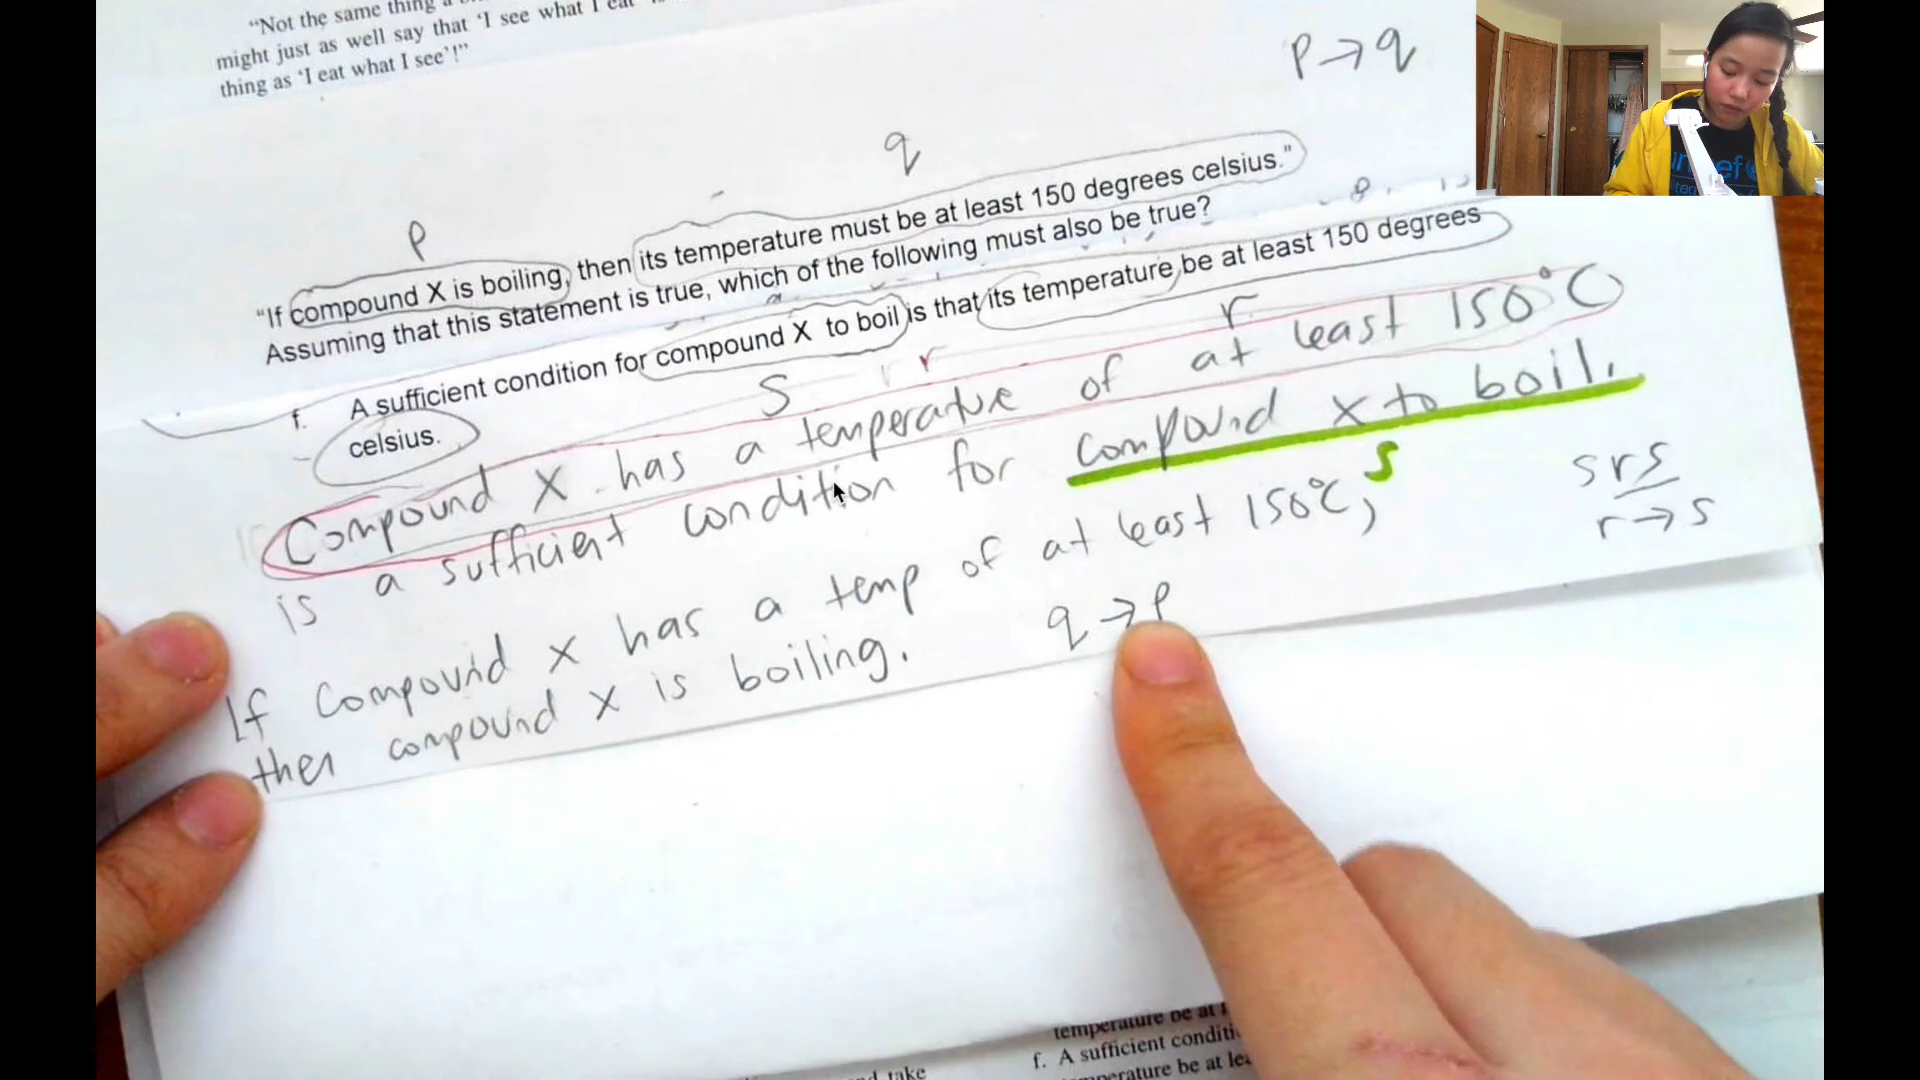 "Not the same thing a
might just as well say that 'I see what I eat'
thing as 'I eat what I see'!"
p→q
q
p
"If compound X is boiling, then its temperature must be at least 150 degrees celsius."
Assuming that this statement is true, which of the following must also be true?
f. A sufficient condition for compound X to boil is that its temperature be at least 150 degrees
celsius.
s r r
Compound X has a temperature of at least 150°C
is a sufficient condition for compound x to boil.
s
If compound x has a temp of at least 150°C,
then compound x is boiling.
q→p
s r s
r→s
nicef
temperature be at l
f. A sufficient conditi
temperature be at lea
d take